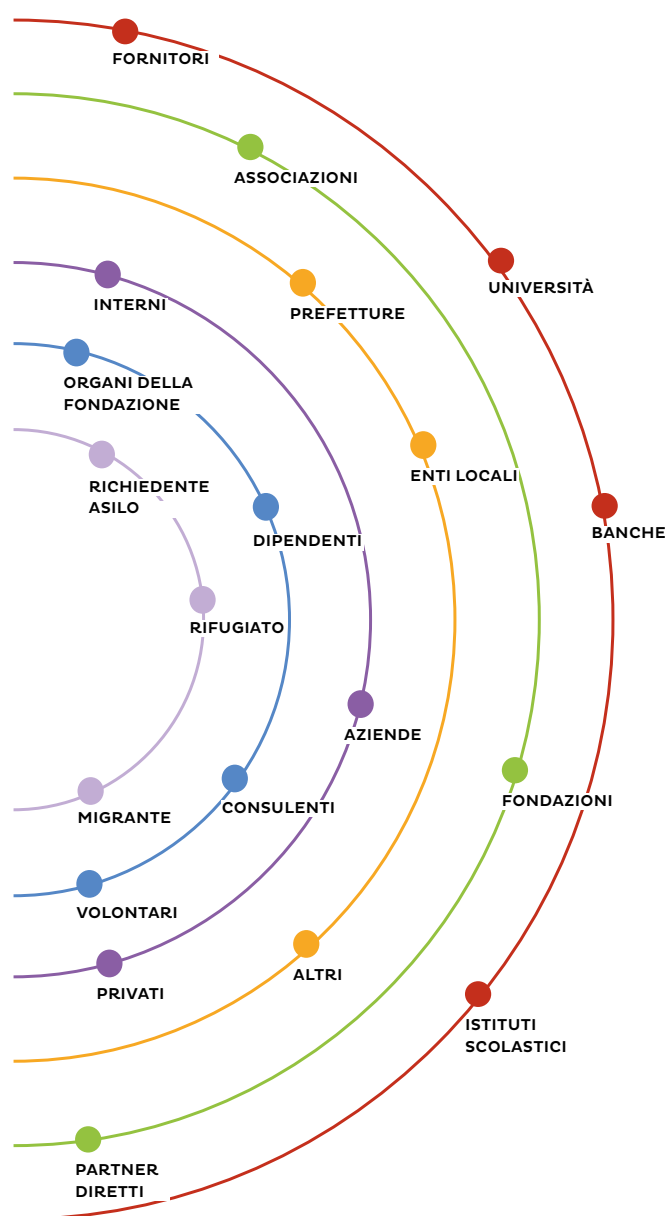 FORNITORI
ASSOCIAZIONI
UNIVERSITÀ
INTERNI
PREFETTURE
ORGANI DELLA
FONDAZIONE
ENTI LOCALI
RICHIEDENTE
ASILO
BANCHE
DIPENDENTI
RIFUGIATO
AZIENDE
FONDAZIONI
CONSULENTI
MIGRANTE
VOLONTARI
ALTRI
PRIVATI
ISTITUTI
SCOLASTICI
PARTNER
DIRETTI